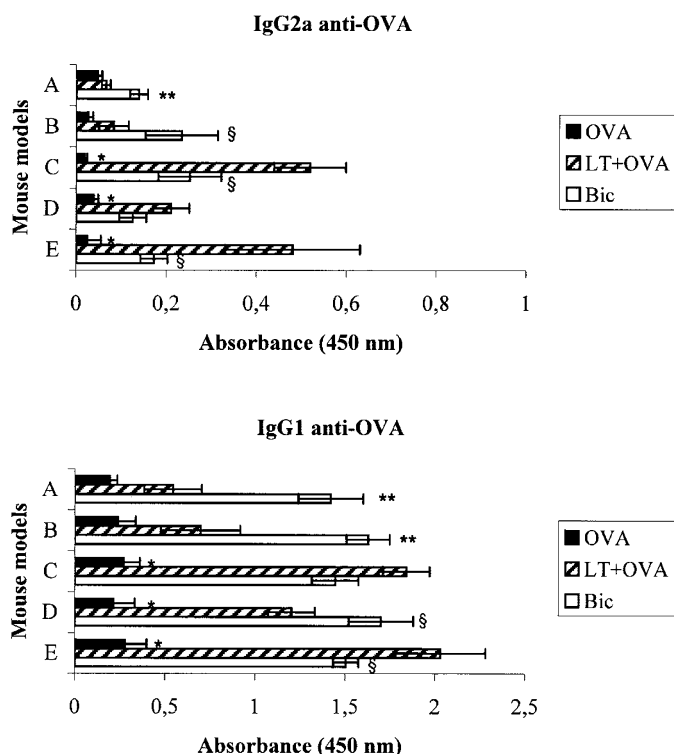 IgG2a anti-OVA
Mouse models
A
**
B
§
C
*
§
D
*
E
*
§
0
0,2
0,4
0,6
0,8
1
Absorbance (450 nm)
OVA
LT+OVA
Bic
IgG1 anti-OVA
Mouse models
A
**
B
**
C
*
D
*
§
E
*
§
0
0,5
1
1,5
2
2,5
Absorbance (450 nm)
OVA
LT+OVA
Bic